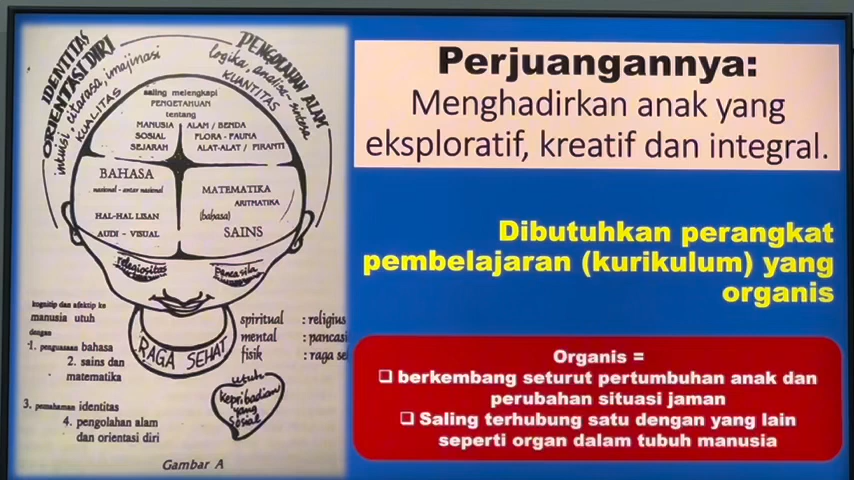 IDENTITAS
ORIENTASI DIRI
intuisi, citarasa, imajinasi
KUALITAS
PENGOLAHAN ALAM
logika, analisa - sintesa
KUANTITAS
saling melengkapi
PENGETAHUAN
tentang
MANUSIA
SOSIAL
SEJARAH
ALAM / BENDA
FLORA - FAUNA
ALAT-ALAT / PIRANTI
BAHASA
nasional - antar nasional
HAL-HAL LISAN
AUDI - VISUAL
MATEMATIKA
ARITMATIKA
(bahasa)
SAINS
relegiositas
Pancasila
RAGA SEHAT
kognitip dan afektip ke
manusia utuh
dengan
1. penguasaan bahasa
2. sains dan
matematika
3. pemahaman identitas
4. pengolahan alam
dan orientasi diri
spiritual : religius
mental : pancasi
fisik : raga se
utuh
kepribadian
yang
Sosial
Gambar A
Perjuangannya:
Menghadirkan anak yang
eksploratif, kreatif dan integral.
Dibutuhkan perangkat
pembelajaran (kurikulum) yang
organis
Organis =
❑ berkembang seturut pertumbuhan anak dan
perubahan situasi jaman
❑ Saling terhubung satu dengan yang lain
seperti organ dalam tubuh manusia